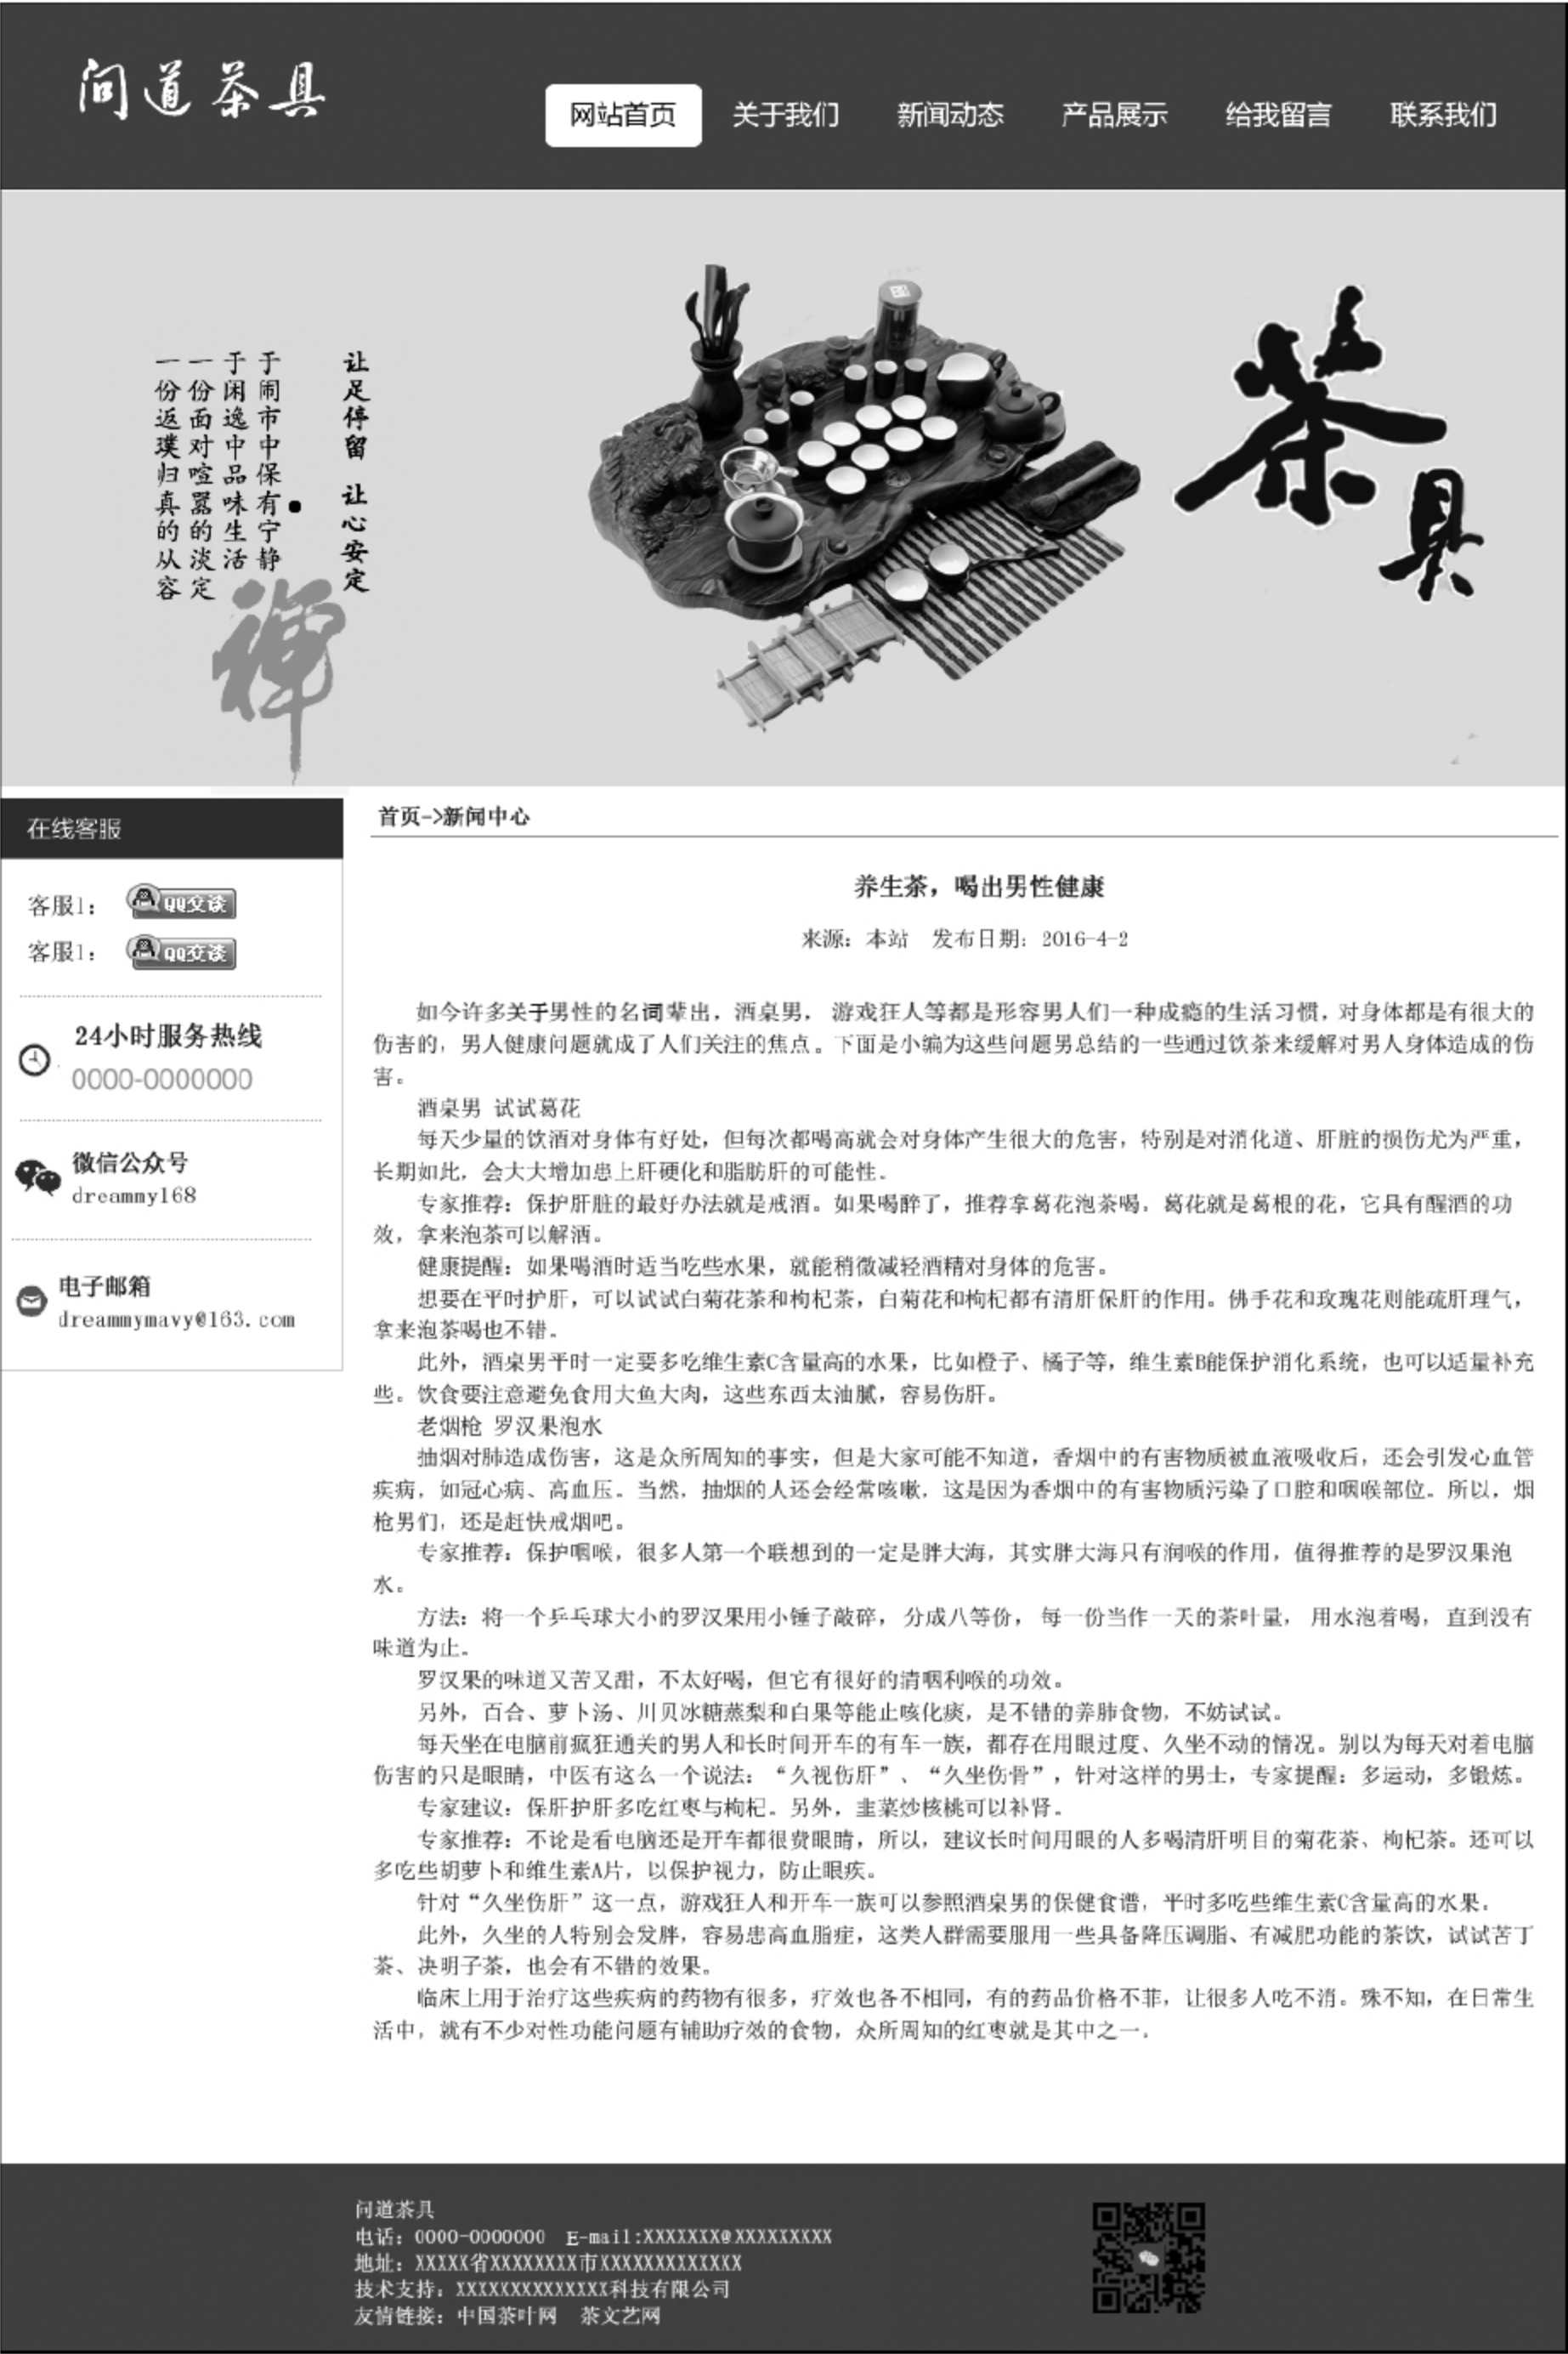 问道茶具
网站首页 关于我们 新闻动态 产品展示 给我留言 联系我们
让足停留 让心安定
于闹市中保有宁静
于闲逸中品味生活
一份面对喧嚣的淡定
一份返璞归真的从容
禅
茶具
在线客服
客服1： QQ交谈
客服1： QQ交谈
24小时服务热线
0000-0000000
微信公众号
dreammy168
电子邮箱
dreammymavy@163.com
首页->新闻中心
养生茶，喝出男性健康
来源：本站 发布日期：2016-4-2
如今许多关于男性的名词辈出，酒桌男， 游戏狂人等都是形容男人们一种成瘾的生活习惯，对身体都是有很大的
伤害的，男人健康问题就成了人们关注的焦点。下面是小编为这些问题男总结的一些通过饮茶来缓解对男人身体造成的伤
害。
酒桌男 试试葛花
每天少量的饮酒对身体有好处，但每次都喝高就会对身体产生很大的危害，特别是对消化道、肝脏的损伤尤为严重，
长期如此，会大大增加患上肝硬化和脂肪肝的可能性。
专家推荐：保护肝脏的最好办法就是戒酒。如果喝醉了，推荐拿葛花泡茶喝，葛花就是葛根的花，它具有醒酒的功
效，拿来泡茶可以解酒。
健康提醒：如果喝酒时适当吃些水果，就能稍微减轻酒精对身体的危害。
想要在平时护肝，可以试试白菊花茶和枸杞茶，白菊花和枸杞都有清肝保肝的作用。佛手花和玫瑰花则能疏肝理气，
拿来泡茶喝也不错。
此外，酒桌男平时一定要多吃维生素C含量高的水果，比如橙子、橘子等，维生素B能保护消化系统，也可以适量补充
些。饮食要注意避免食用大鱼大肉，这些东西太油腻，容易伤肝。
老烟枪 罗汉果泡水
抽烟对肺造成伤害，这是众所周知的事实，但是大家可能不知道，香烟中的有害物质被血液吸收后，还会引发心血管
疾病，如冠心病、高血压。当然，抽烟的人还会经常咳嗽，这是因为香烟中的有害物质污染了口腔和咽喉部位。所以，烟
枪男们，还是赶快戒烟吧。
专家推荐：保护咽喉，很多人第一个联想到的一定是胖大海，其实胖大海只有润喉的作用，值得推荐的是罗汉果泡
水。
方法：将一个乒乓球大小的罗汉果用小锤子敲碎， 分成八等份， 每一份当作一天的茶叶量， 用水泡着喝， 直到没有
味道为止。
罗汉果的味道又苦又甜，不太好喝，但它有很好的清咽利喉的功效。
另外，百合、萝卜汤、川贝冰糖蒸梨和白果等能止咳化痰，是不错的养肺食物，不妨试试。
每天坐在电脑前疯狂通关的男人和长时间开车的有车一族，都存在用眼过度、久坐不动的情况。别以为每天对着电脑
伤害的只是眼睛，中医有这么一个说法：“久视伤肝”、“久坐伤骨”，针对这样的男士，专家提醒：多运动，多锻炼。
专家建议：保肝护肝多吃红枣与枸杞。另外，韭菜炒核桃可以补肾。
专家推荐：不论是看电脑还是开车都很费眼睛，所以，建议长时间用眼的人多喝清肝明目的菊花茶、枸杞茶。还可以
多吃些胡萝卜和维生素A片，以保护视力，防止眼疾。
针对“久坐伤肝”这一点，游戏狂人和开车一族可以参照酒桌男的保健食谱，平时多吃些维生素C含量高的水果。
此外，久坐的人特别会发胖，容易患高血脂症，这类人群需要服用一些具备降压调脂、有减肥功能的茶饮，试试苦丁
茶、决明子茶，也会有不错的效果。
临床上用于治疗这些疾病的药物有很多，疗效也各不相同，有的药品价格不菲，让很多人吃不消。殊不知，在日常生
活中，就有不少对性功能问题有辅助疗效的食物，众所周知的红枣就是其中之一。
问道茶具
电话：0000-0000000 E-mail:XXXXXXX@XXXXXXXXX
地址：XXXXX省XXXXXXXX市XXXXXXXXXXXXX
技术支持：XXXXXXXXXXXXXX科技有限公司
友情链接：中国茶叶网 茶文艺网